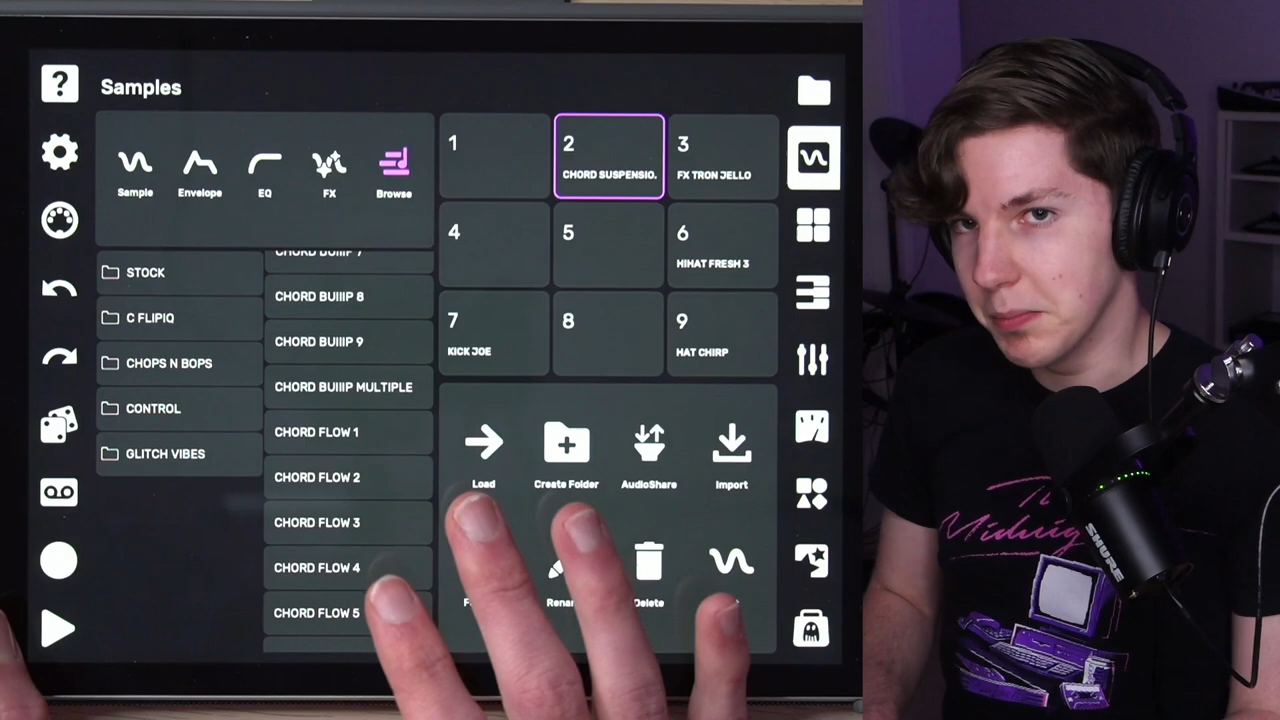 ?
Samples
Sample
Envelope
EQ
FX
Browse
STOCK
C FLIPIQ
CHOPS N BOPS
CONTROL
GLITCH VIBES
CHORD BUIIIP 7
CHORD BUIIIP 8
CHORD BUIIIP 9
CHORD BUIIIP MULTIPLE
CHORD FLOW 1
CHORD FLOW 2
CHORD FLOW 3
CHORD FLOW 4
CHORD FLOW 5
1
2
CHORD SUSPENSIO.
3
FX TRON JELLO
4
5
6
HIHAT FRESH 3
7
KICK JOE
8
9
HAT CHIRP
Load
Create Folder
AudioShare
Import
Delete
SHURE